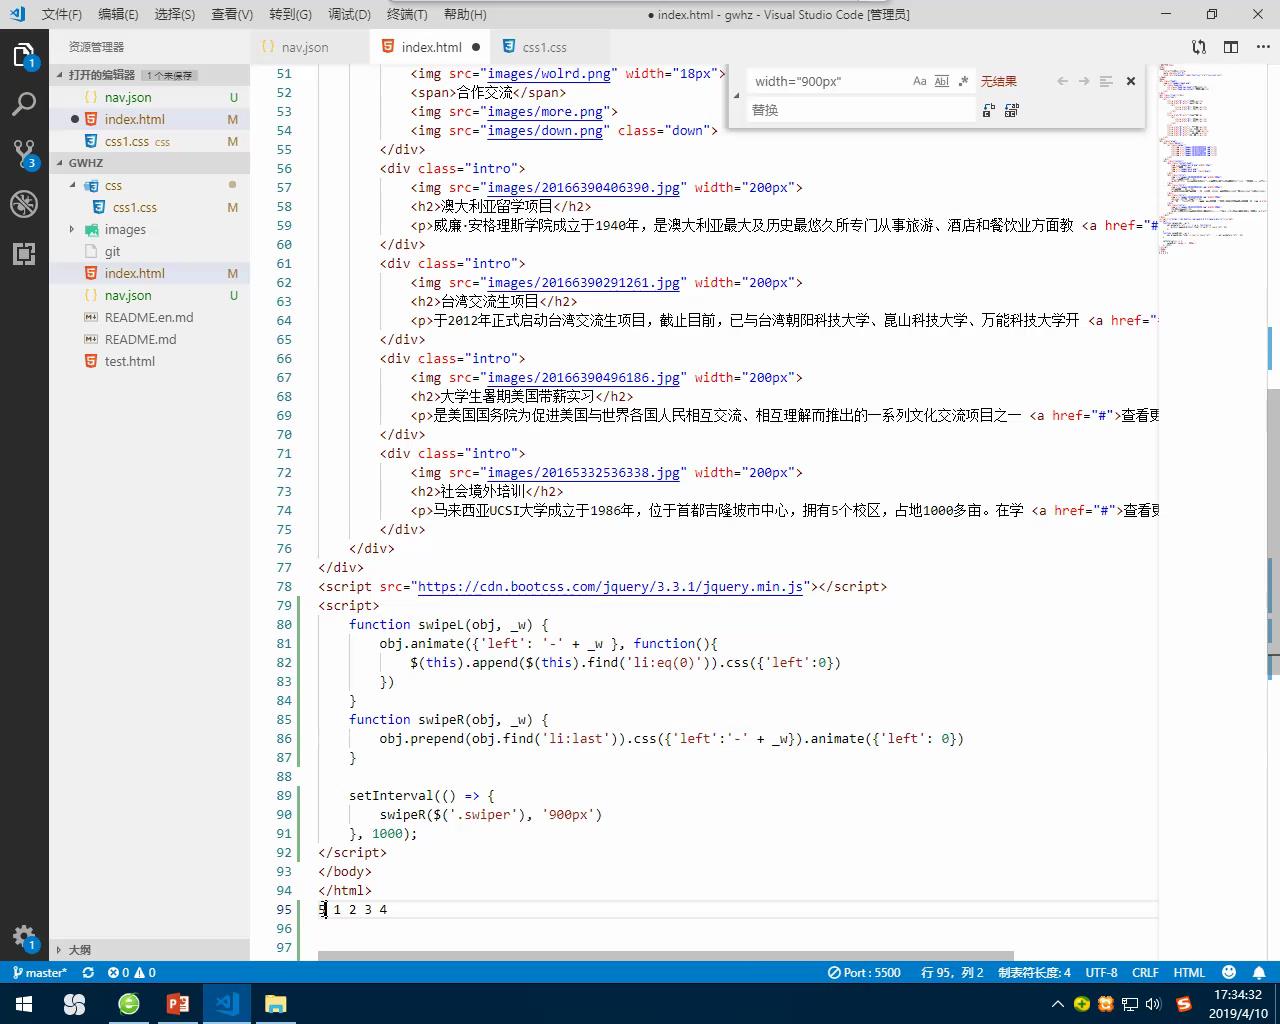 文件(F) 编辑(E) 选择(S) 查看(V) 转到(G) 调试(D) 终端(T) 帮助(H) ● index.html - gwhz - Visual Studio Code [管理员]
资源管理器
打开的编辑器 1 个未保存
nav.json U
index.html
css1.css css M
GWHZ
css
css1.css M
images
git
index.html M
nav.json U
README.en.md
README.md
test.html
大纲
1
3
1
nav.json index.html ● css1.css
width="900px" Aa Abl .* 无结果
替换
51 <img src="images/wolrd.png" width="18px">
52 <span>合作交流</span>
53 <img src="images/more.png">
54 <img src="images/down.png" class="down">
55 </div>
56 <div class="intro">
57 <img src="images/20166390406390.jpg" width="200px">
58 <h2>澳大利亚留学项目</h2>
59 <p>威廉·安格理斯学院成立于1940年，是澳大利亚最大及历史最悠久所专门从事旅游、酒店和餐饮业方面教 <a href="#
60 </div>
61 <div class="intro">
62 <img src="images/20166390291261.jpg" width="200px">
63 <h2>台湾交流生项目</h2>
64 <p>于2012年正式启动台湾交流生项目，截止目前，已与台湾朝阳科技大学、崑山科技大学、万能科技大学开 <a href="
65 </div>
66 <div class="intro">
67 <img src="images/20166390496186.jpg" width="200px">
68 <h2>大学生暑期美国带薪实习</h2>
69 <p>是美国国务院为促进美国与世界各国人民相互交流、相互理解而推出的一系列文化交流项目之一 <a href="#">查看更
70 </div>
71 <div class="intro">
72 <img src="images/20165332536338.jpg" width="200px">
73 <h2>社会境外培训</h2>
74 <p>马来西亚UCSI大学成立于1986年，位于首都吉隆坡市中心，拥有5个校区，占地1000多亩。在学 <a href="#">查看更
75 </div>
76 </div>
77 </div>
78 <script src="https://cdn.bootcss.com/jquery/3.3.1/jquery.min.js"></script>
79 <script>
80 function swipeL(obj, _w) {
81 obj.animate({'left': '-' + _w }, function(){
82 $(this).append($(this).find('li:eq(0)')).css({'left':0})
83 })
84 }
85 function swipeR(obj, _w) {
86 obj.prepend(obj.find('li:last')).css({'left':'-' + _w}).animate({'left': 0})
87 }
88
89 setInterval(() => {
90 swipeR($('.swiper'), '900px')
91 }, 1000);
92 </script>
93 </body>
94 </html>
95 5 1 2 3 4
96
97
master* 0 0 Port : 5500 行 95，列 2 制表符长度: 4 UTF-8 CRLF HTML
17:34:32
2019/4/10